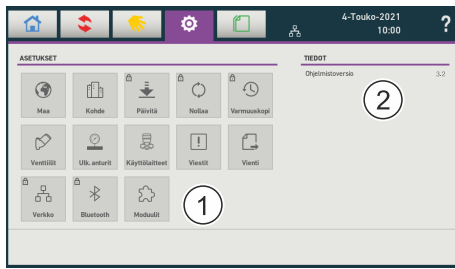 4-Touko-2021
10:00
?
ASETUKSET
TIEDOT
Ohjelmistoversio 3.2
Maa Kohde Päivitä Nollaa Varmuuskopi
2
Venttiilit Ulk. anturit Käyttölaitteet Viestit Vienti
Verkko Bluetooth Moduulit
1